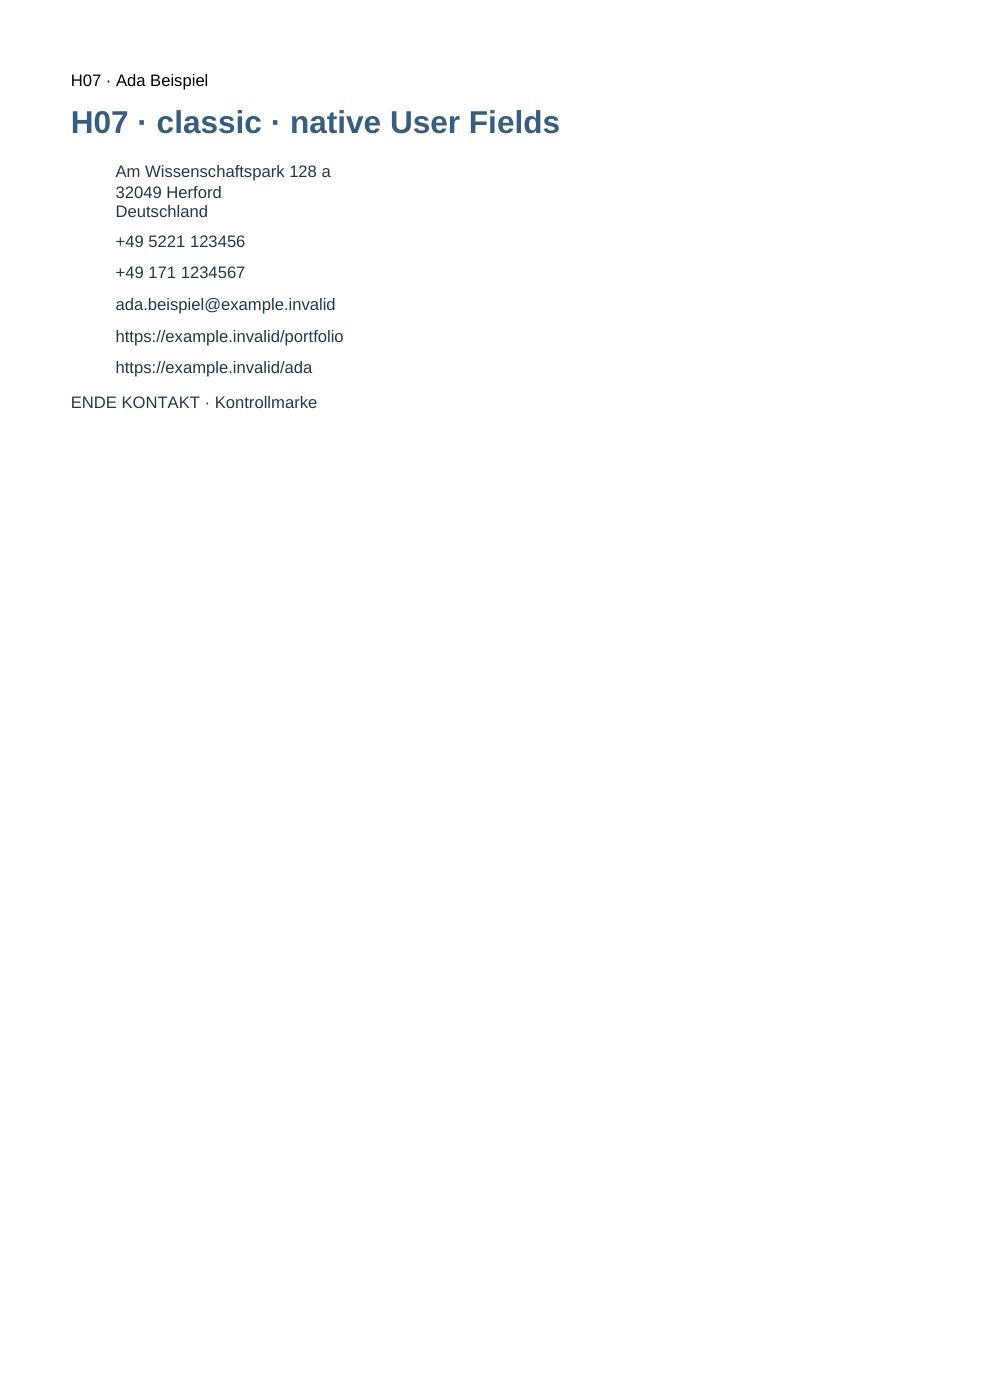 H07 · Ada Beispiel
H07 · classic · native User Fields
Am Wissenschaftspark 128 a
32049 Herford
Deutschland
+49 5221 123456
+49 171 1234567
ada.beispiel@example.invalid
https://example.invalid/portfolio
https://example.invalid/ada
ENDE KONTAKT · Kontrollmarke